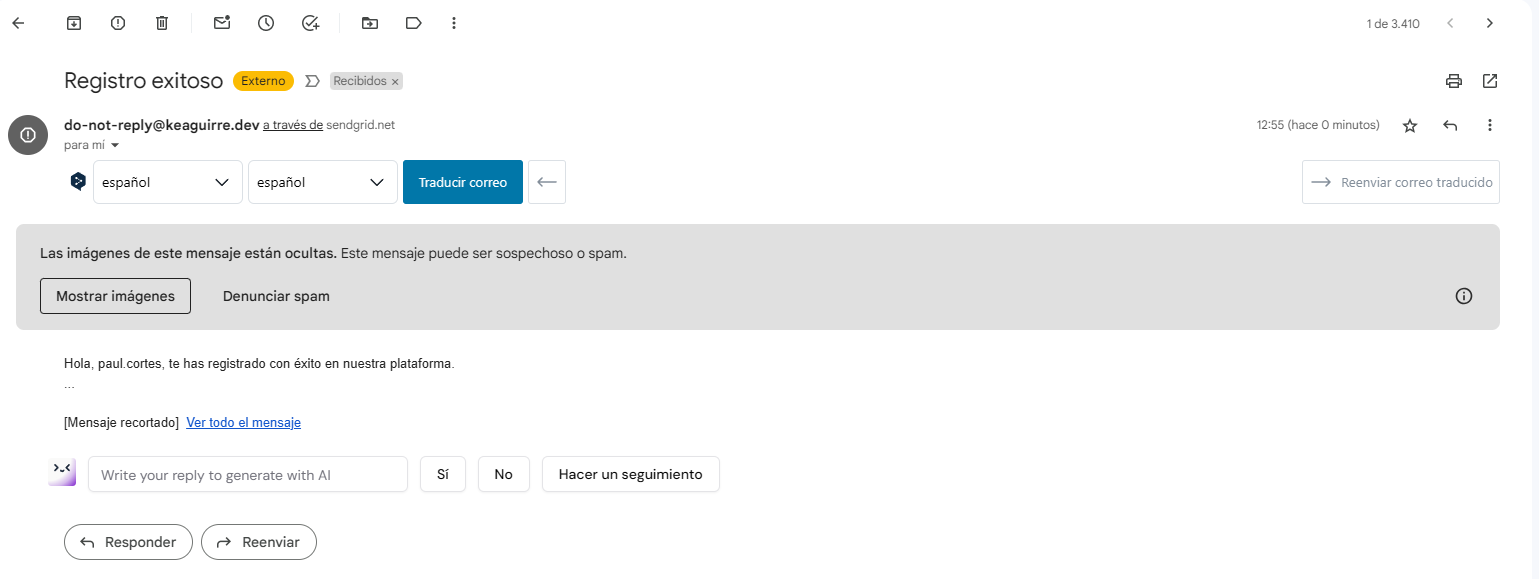 1 de 3.410
Registro exitoso Externo Recibidos ×
do-not-reply@keaguirre.dev a través de sendgrid.net 12:55 (hace 0 minutos)
para mí
español español Traducir correo Reenviar correo traducido
Las imágenes de este mensaje están ocultas. Este mensaje puede ser sospechoso o spam.
Mostrar imágenes Denunciar spam
Hola, paul.cortes, te has registrado con éxito en nuestra plataforma.
...
[Mensaje recortado] Ver todo el mensaje
Write your reply to generate with AI Sí No Hacer un seguimiento
Responder Reenviar